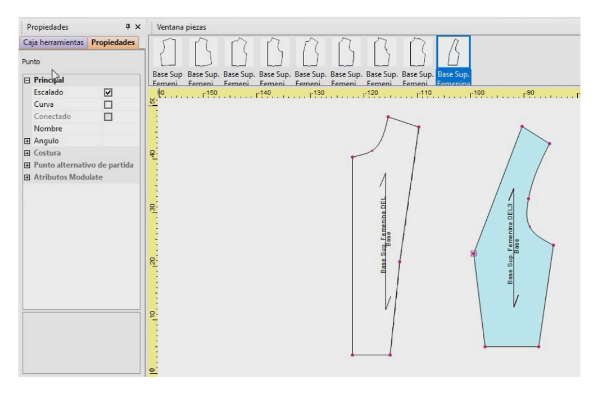 Propiedades
Caja herramientas Propiedades
Punto
Principal
Escalado
Curva
Conectado
Nombre
Angulo
Costura
Punto alternativo de partida
Atributos Modulate
Ventana piezas
Base Sup. Base Sup. Base Sup. Base Sup. Base Sup. Base Sup. Base Sup. Base Sup. Base Sup.
Femeni Femeni Femeni Femeni Femeni Femeni Femeni Femeni Femenina
-150 -140 -130 -120 -110 -100 -90
50
40
30
20
10
0
Base Sup. Femenina DEL
Base
Base Sup. Femenina DEL3
Base